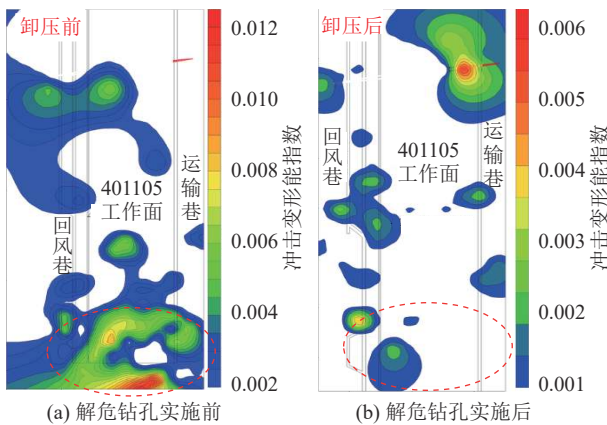 卸压前
回风巷
401105
工作面
运输巷
0.012
0.010
0.008
0.006
0.004
0.002
冲击变形能指数
(a) 解危钻孔实施前
卸压后
回风巷
401105
工作面
运输巷
0.006
0.005
0.004
0.003
0.002
0.001
冲击变形能指数
(b) 解危钻孔实施后